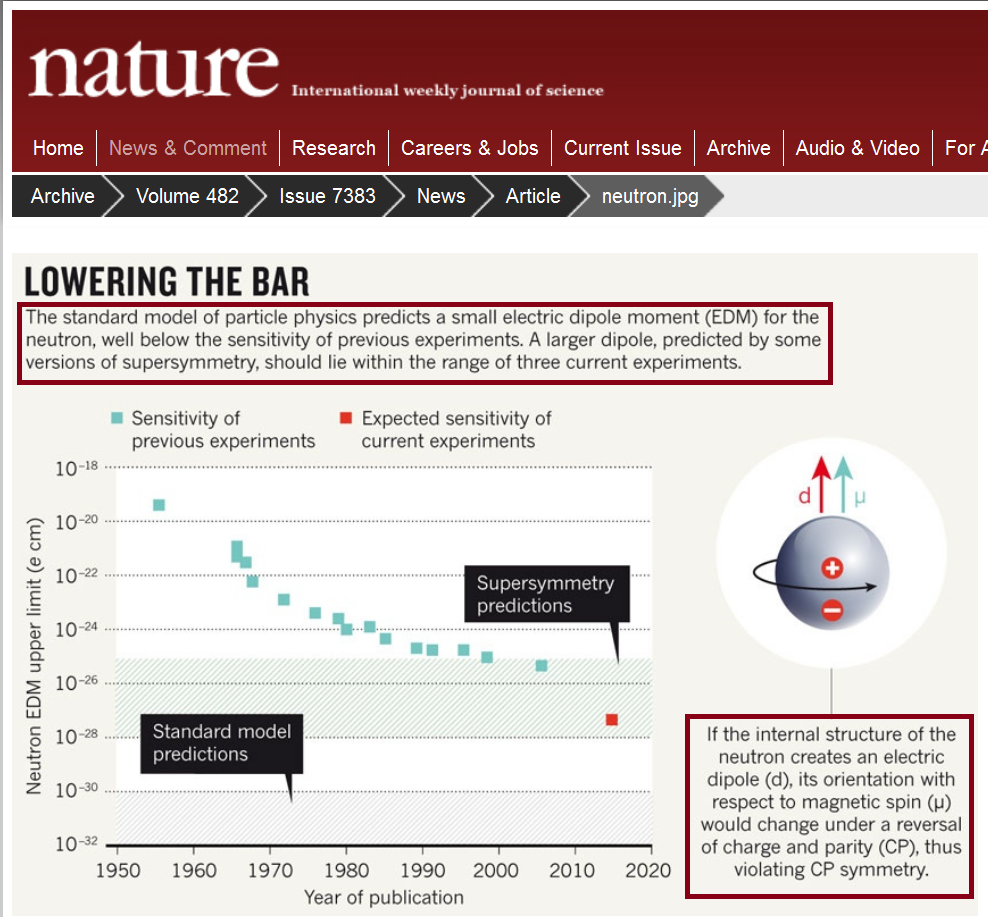 nature International weekly journal of science
Home News & Comment Research Careers & Jobs Current Issue Archive Audio & Video For A
Archive Volume 482 Issue 7383 News Article neutron.jpg
LOWERING THE BAR
The standard model of particle physics predicts a small electric dipole moment (EDM) for the
neutron, well below the sensitivity of previous experiments. A larger dipole, predicted by some
versions of supersymmetry, should lie within the range of three current experiments.
Sensitivity of
previous experiments
Expected sensitivity of
current experiments
Neutron EDM upper limit (e cm)
10⁻¹⁸
10⁻²⁰
10⁻²²
10⁻²⁴
10⁻²⁶
10⁻²⁸
10⁻³⁰
10⁻³²
Supersymmetry
predictions
Standard model
predictions
1950 1960 1970 1980 1990 2000 2010 2020
Year of publication
d μ
+
−
If the internal structure of the
neutron creates an electric
dipole (d), its orientation with
respect to magnetic spin (μ)
would change under a reversal
of charge and parity (CP), thus
violating CP symmetry.